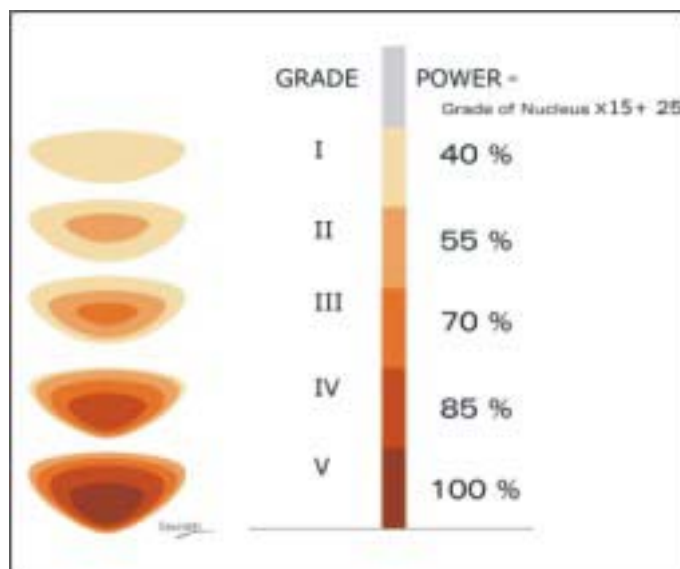 GRADE POWER =
Grade of Nucleus X15+ 25
I 40 %
II 55 %
III 70 %
IV 85 %
V 100 %